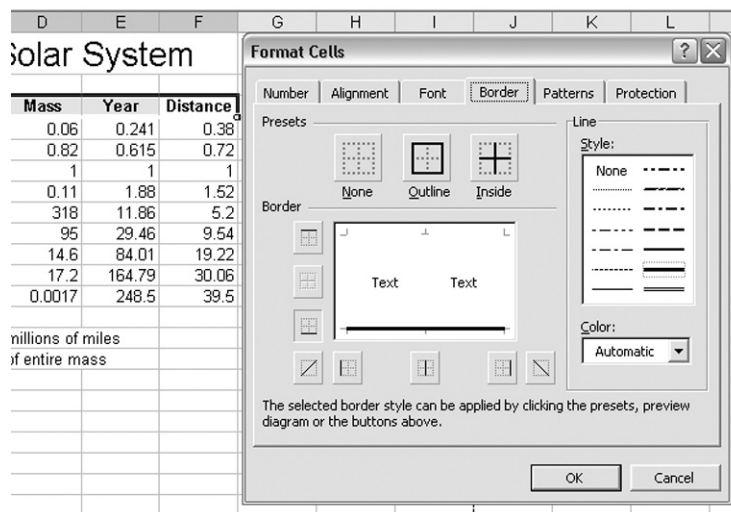 D E F G H I J K L
Solar System
Format Cells
Number Alignment Font Border Patterns Protection
Mass Year Distance
0.06 0.241 0.38
0.82 0.615 0.72
1 1 1
0.11 1.88 1.52
318 11.86 5.2
95 29.46 9.54
14.6 84.01 19.22
17.2 164.79 30.06
0.0017 248.5 39.5
millions of miles
of entire mass
Presets
None Outline Inside
Border
Text Text
Line
Style:
None
Color:
Automatic
The selected border style can be applied by clicking the presets, preview
diagram or the buttons above.
OK Cancel